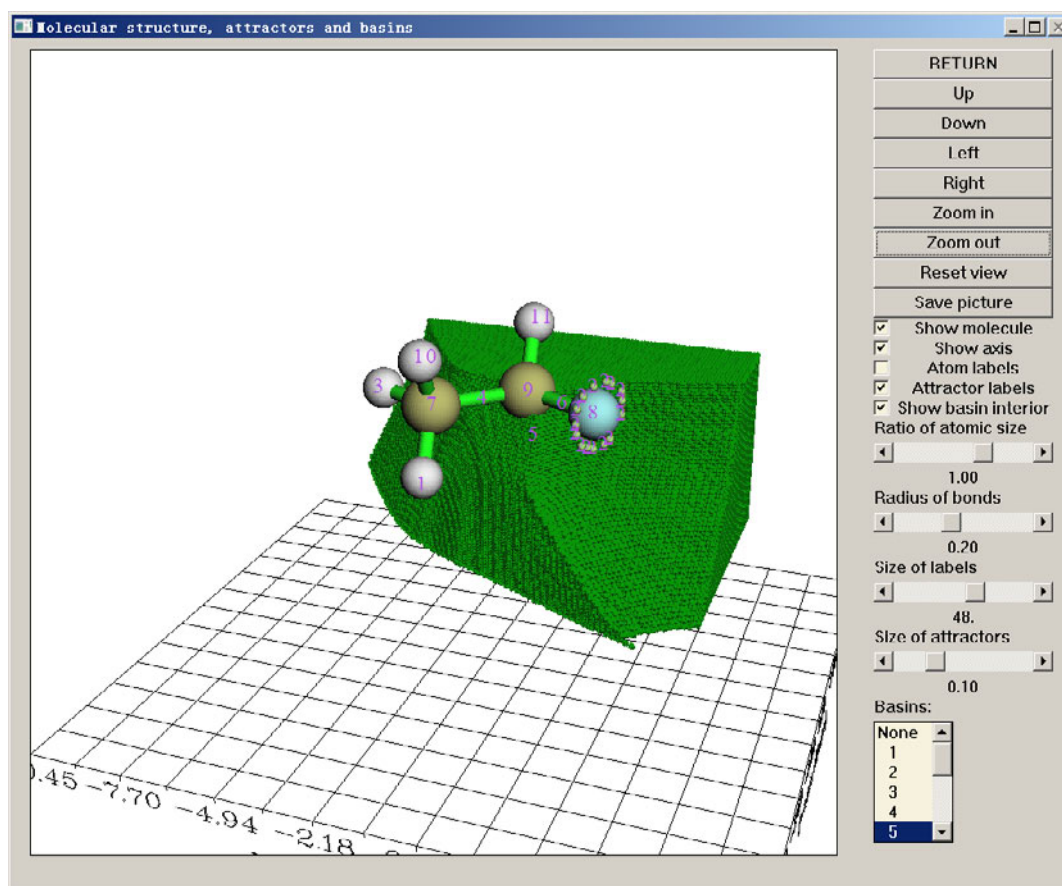 Molecular structure, attractors and basins
RETURN
Up
Down
Left
Right
Zoom in
Zoom out
Reset view
Save picture
Show molecule
Show axis
Atom labels
Attractor labels
Show basin interior
Ratio of atomic size
1.00
Radius of bonds
0.20
Size of labels
48.
Size of attractors
0.10
Basins:
None
1
2
3
4
5
11
10
3
7
4
9
6
8
5
1
-7.70 -4.94 -2.18